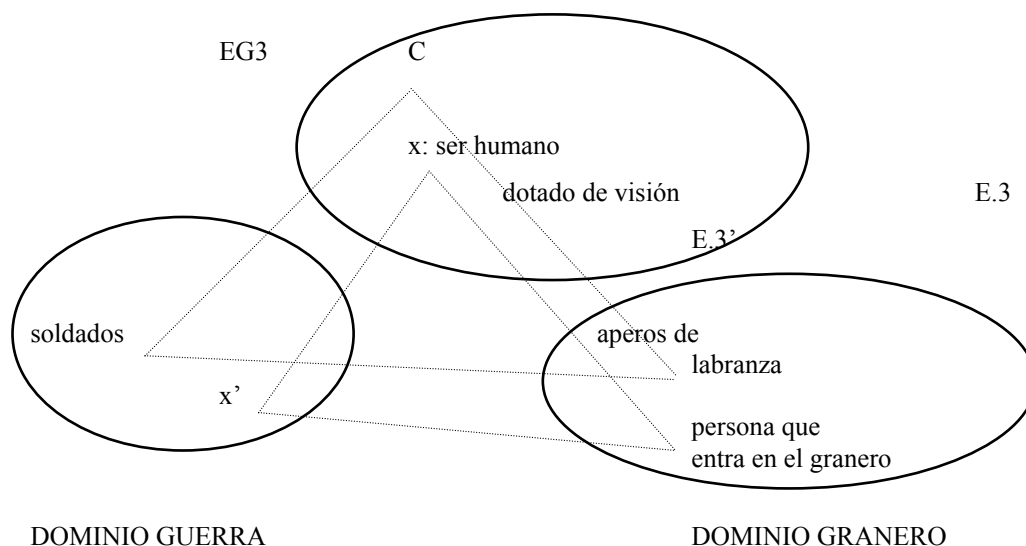 EG3 C
x: ser humano
dotado de visión
E.3
E.3’
soldados
aperos de
labranza
x’
persona que
entra en el granero
DOMINIO GUERRA DOMINIO GRANERO